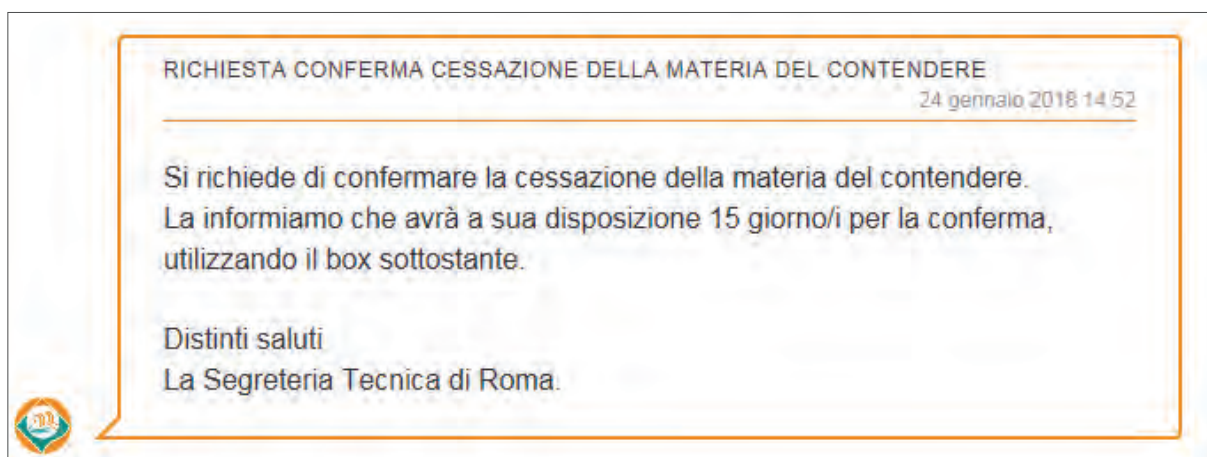 RICHIESTA CONFERMA CESSAZIONE DELLA MATERIA DEL CONTENDERE
24 gennaio 2018 14:52
Si richiede di confermare la cessazione della materia del contendere.
La informiamo che avrà a sua disposizione 15 giorno/i per la conferma,
utilizzando il box sottostante.
Distinti saluti
La Segreteria Tecnica di Roma.